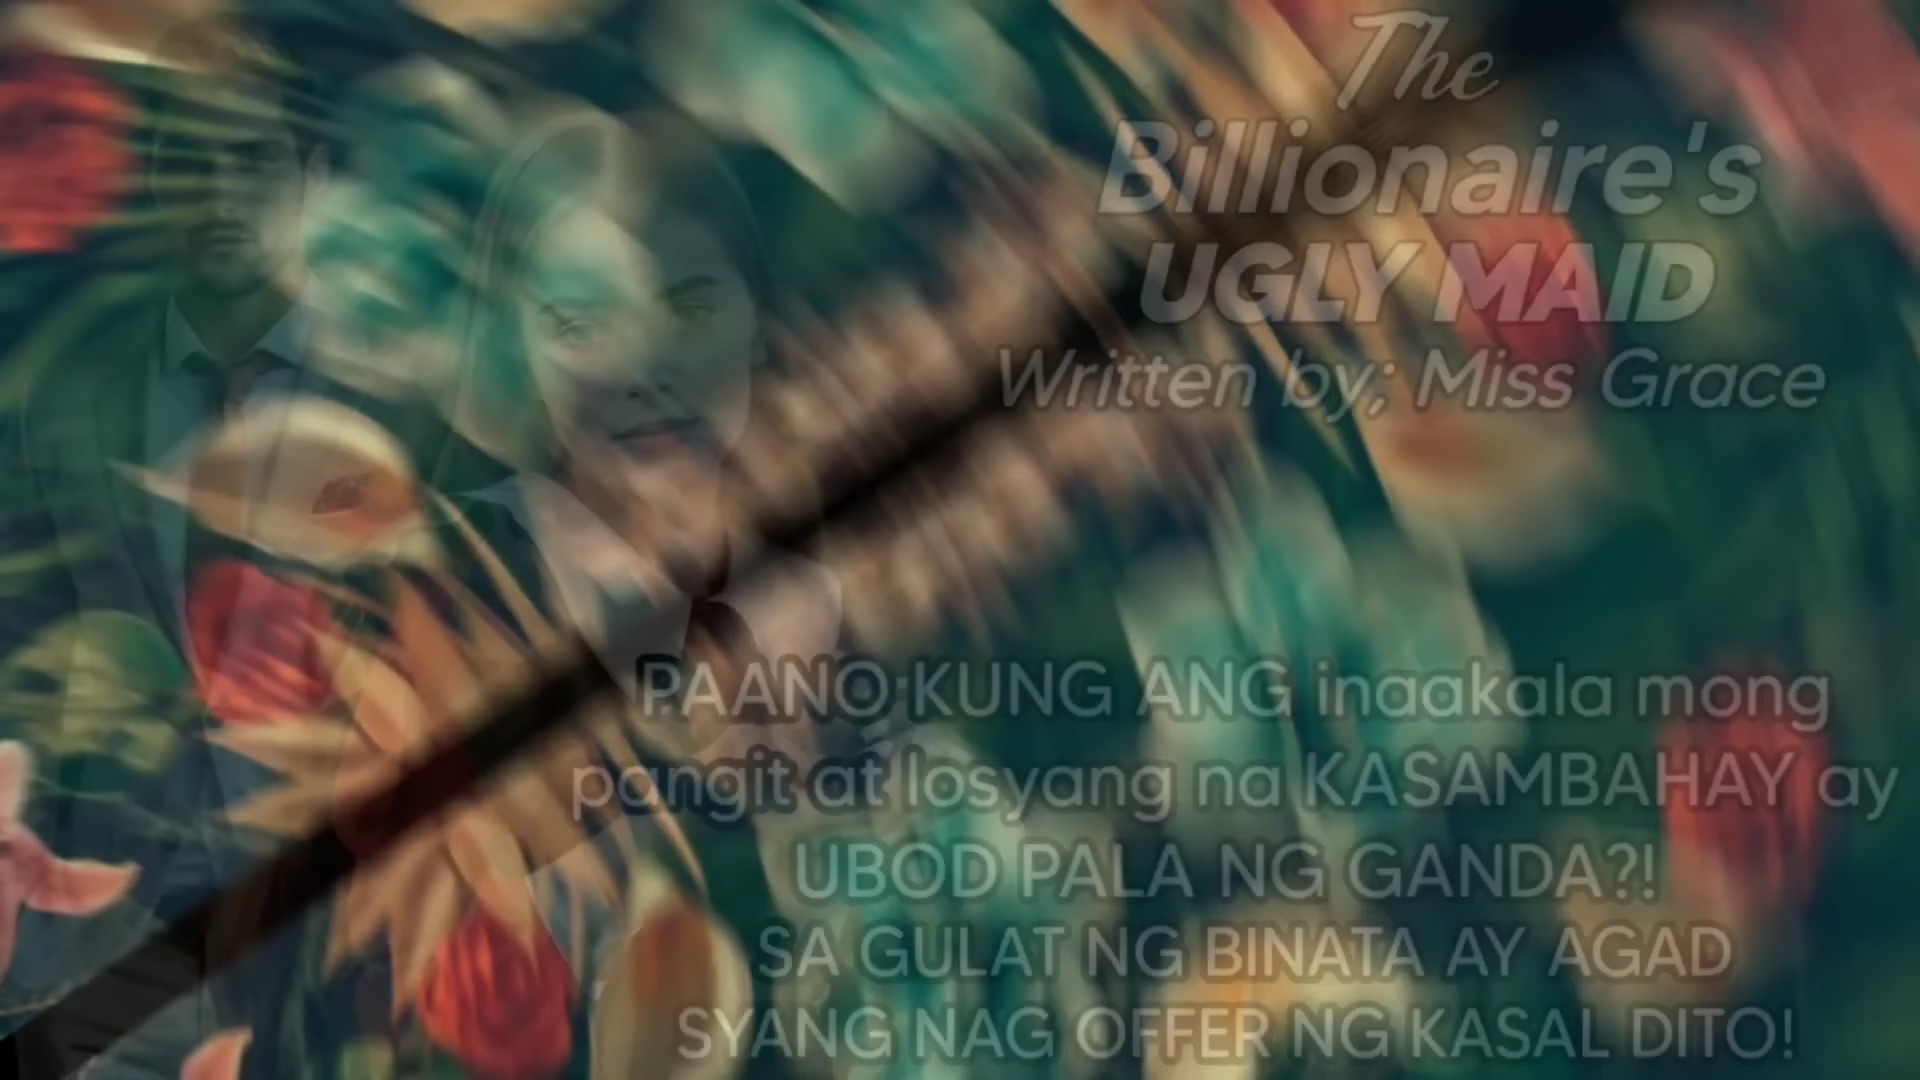 The
Billionaire's
UGLY MAID
Written by; Miss Grace
PAANO KUNG ANG inaakala mong
pangit at losyang na KASAMBAHAY ay
UBOD PALA NG GANDA?!
SA GULAT NG BINATA AY AGAD
SYANG NAG OFFER NG KASAL DITO!